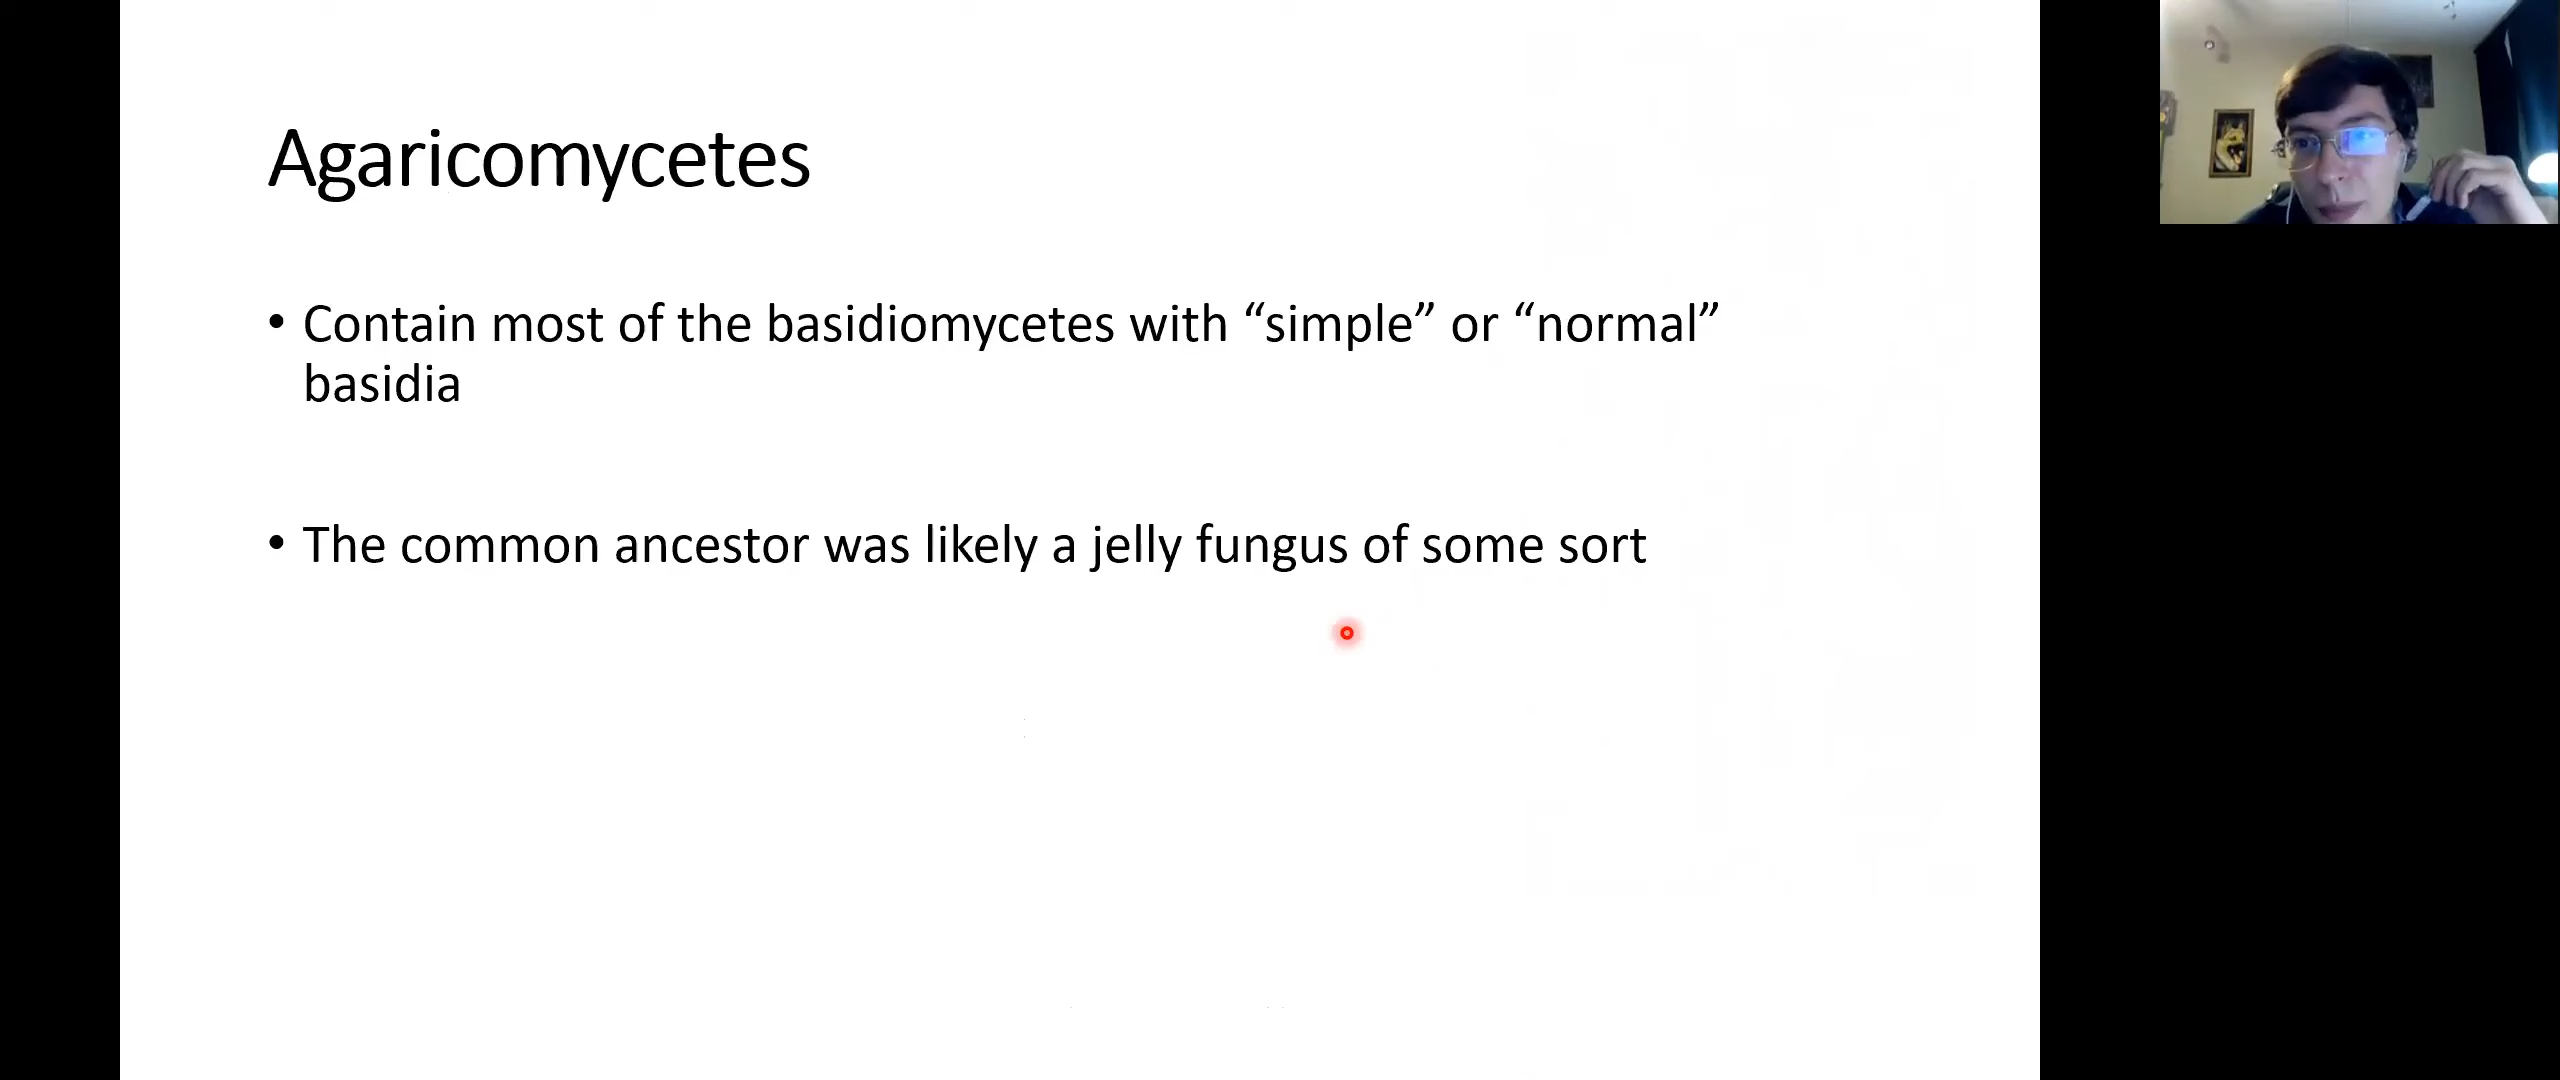 Agaricomycetes
• Contain most of the basidiomycetes with “simple” or “normal”
basidia
• The common ancestor was likely a jelly fungus of some sort